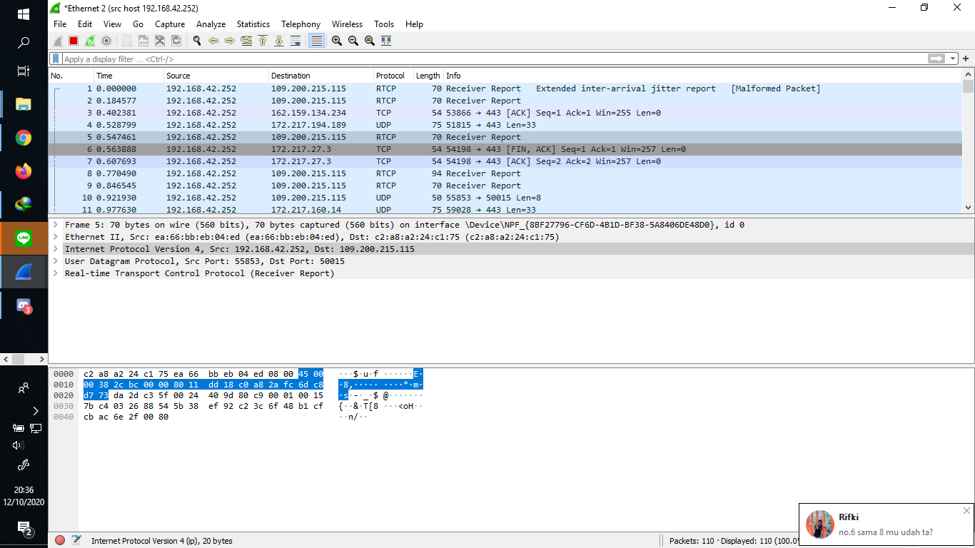 *Ethernet 2 (src host 192.168.42.252)
File Edit View Go Capture Analyze Statistics Telephony Wireless Tools Help
Apply a display filter ... <Ctrl-/>
No. Time Source Destination Protocol Length Info
1 0.000000 192.168.42.252 109.200.215.115 RTCP 70 Receiver Report Extended inter-arrival jitter report [Malformed Packet]
2 0.184577 192.168.42.252 109.200.215.115 RTCP 70 Receiver Report
3 0.402381 192.168.42.252 162.159.134.234 TCP 54 53866 → 443 [ACK] Seq=1 Ack=1 Win=255 Len=0
4 0.528799 192.168.42.252 172.217.194.189 UDP 75 51815 → 443 Len=33
5 0.547461 192.168.42.252 109.200.215.115 RTCP 70 Receiver Report
6 0.563888 192.168.42.252 172.217.27.3 TCP 54 54198 → 443 [FIN, ACK] Seq=1 Ack=1 Win=257 Len=0
7 0.607693 192.168.42.252 172.217.27.3 TCP 54 54198 → 443 [ACK] Seq=2 Ack=2 Win=257 Len=0
8 0.770490 192.168.42.252 109.200.215.115 RTCP 94 Receiver Report
9 0.846545 192.168.42.252 109.200.215.115 RTCP 70 Receiver Report
10 0.921930 192.168.42.252 109.200.215.115 UDP 50 55853 → 50015 Len=8
11 0.977630 192.168.42.252 172.217.160.14 UDP 75 59028 → 443 Len=33
Frame 5: 70 bytes on wire (560 bits), 70 bytes captured (560 bits) on interface \Device\NPF_{8BF27796-CF6D-4B1D-BF38-5A8406DE48D0}, id 0
Ethernet II, Src: ea:66:bb:eb:04:ed (ea:66:bb:eb:04:ed), Dst: c2:a8:a2:24:c1:75 (c2:a8:a2:24:c1:75)
Internet Protocol Version 4, Src: 192.168.42.252, Dst: 109.200.215.115
User Datagram Protocol, Src Port: 55853, Dst Port: 50015
Real-time Transport Control Protocol (Receiver Report)
0000 c2 a8 a2 24 c1 75 ea 66 bb eb 04 ed 08 00 45 00 ···$·u·f ······E·
0010 00 38 2c bc 00 00 80 11 dd 18 c0 a8 2a fc 6d c8 ·8,····· ····*·m·
0020 d7 73 da 2d c3 5f 00 24 40 9d 80 c9 00 01 00 15 ·s·-·_·$ @·······
0030 7b c4 03 26 88 54 5b 38 ef 92 c2 3c 6f 48 b1 cf {··&·T[8 ···<oH··
0040 cb ac 6e 2f 00 80 ··n/··
LINE
3
20:36
12/10/2020
2
Rifki
no.6 sama 8 mu udah ta?
Internet Protocol Version 4 (ip), 20 bytes
Packets: 110 · Displayed: 110 (100.0%